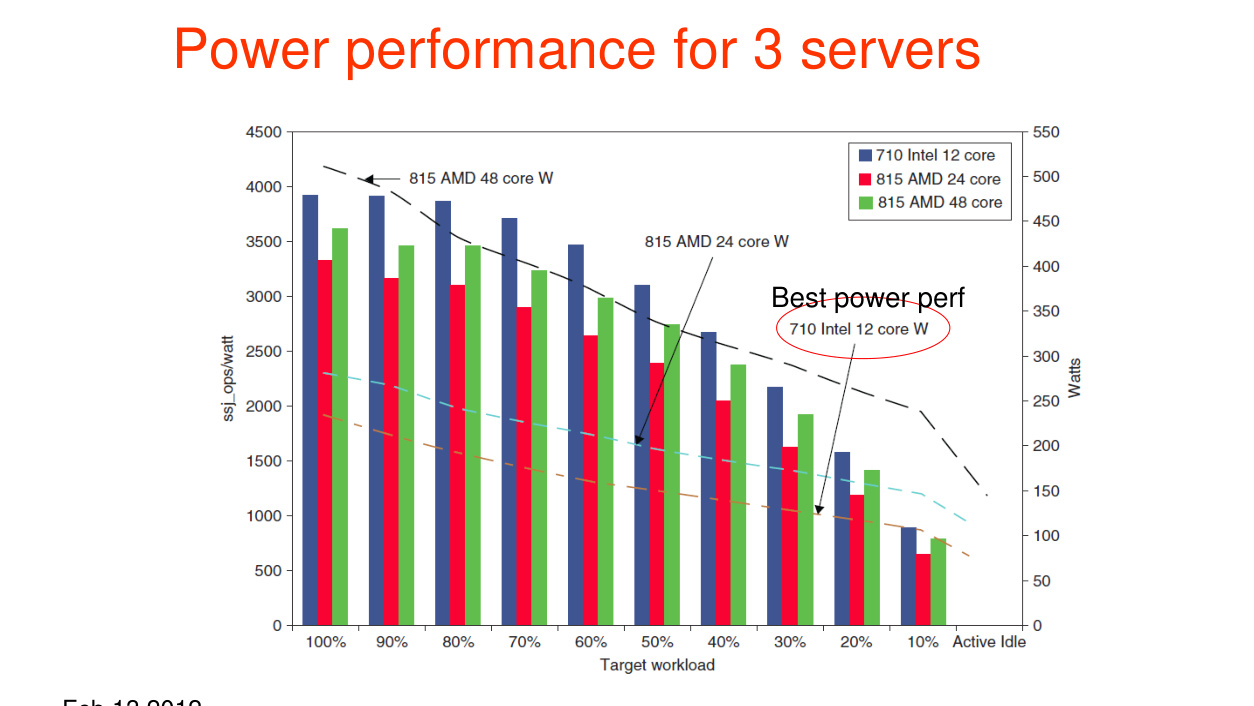 Power performance for 3 servers
4500
4000
3500
3000
2500
2000
1500
1000
500
0
ssj_ops/watt
550
500
450
400
350
300
250
200
150
100
50
0
Watts
710 Intel 12 core
815 AMD 24 core
815 AMD 48 core
815 AMD 48 core W
815 AMD 24 core W
Best power perf
710 Intel 12 core W
100% 90% 80% 70% 60% 50% 40% 30% 20% 10% Active Idle
Target workload
Feb 13 2012